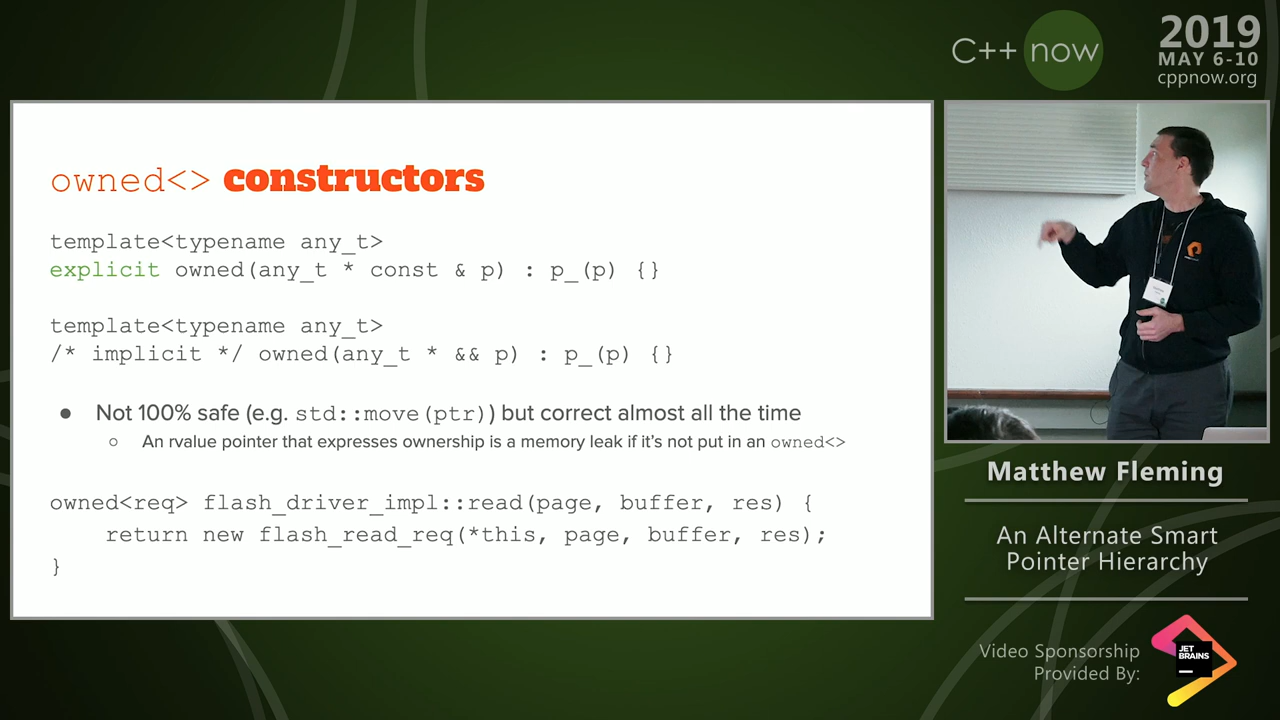 C++ now
2019
MAY 6-10
cppnow.org
owned<> constructors
template<typename any_t>
explicit owned(any_t * const & p) : p_(p) {}
template<typename any_t>
/* implicit */ owned(any_t * && p) : p_(p) {}
● Not 100% safe (e.g. std::move(ptr)) but correct almost all the time
○ An rvalue pointer that expresses ownership is a memory leak if it's not put in an owned<>
owned<req> flash_driver_impl::read(page, buffer, res) {
return new flash_read_req(*this, page, buffer, res);
}
Matthew Fleming
An Alternate Smart
Pointer Hierarchy
Video Sponsorship
Provided By:
JET
BRAINS